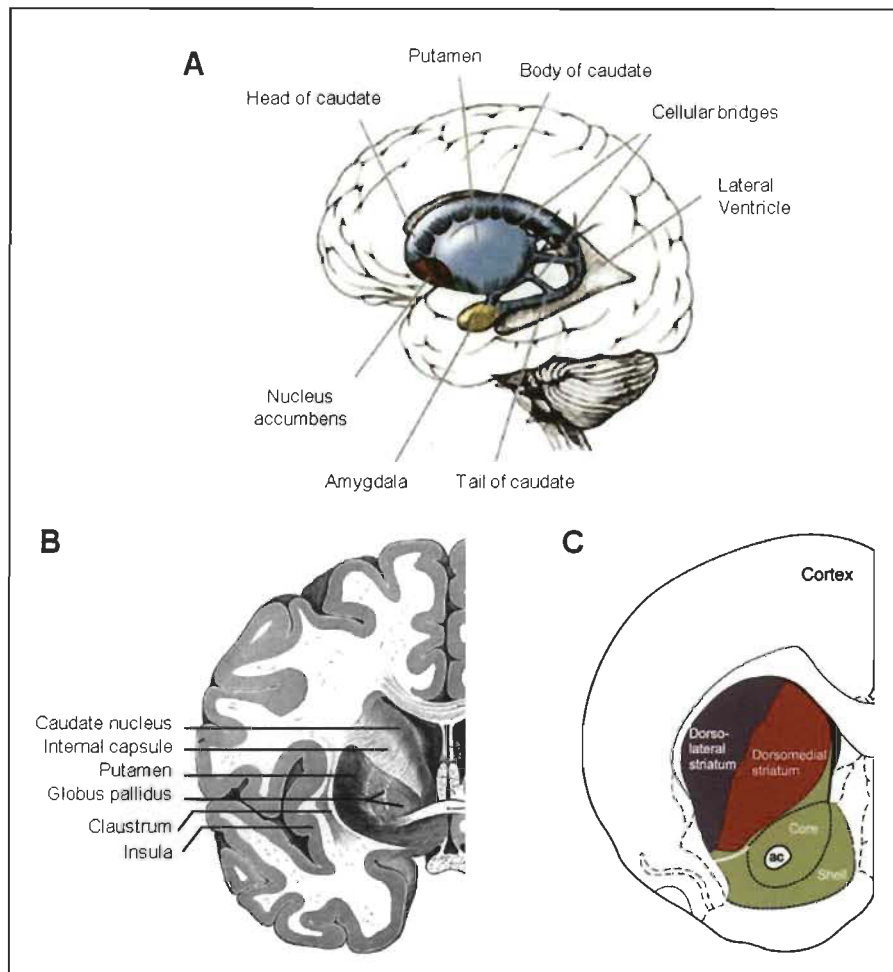 A
Putamen
Body of caudate
Head of caudate
Cellular bridges
Lateral
Ventricle
Nucleus
accumbens
Amygdala
Tail of caudate
B
Caudate nucleus
Internal capsule
Putamen
Globus pallidus
Claustrum
Insula
C
Cortex
Dorso-
lateral
striatum
Dorsomedial
striatum
Core
ac
Shell